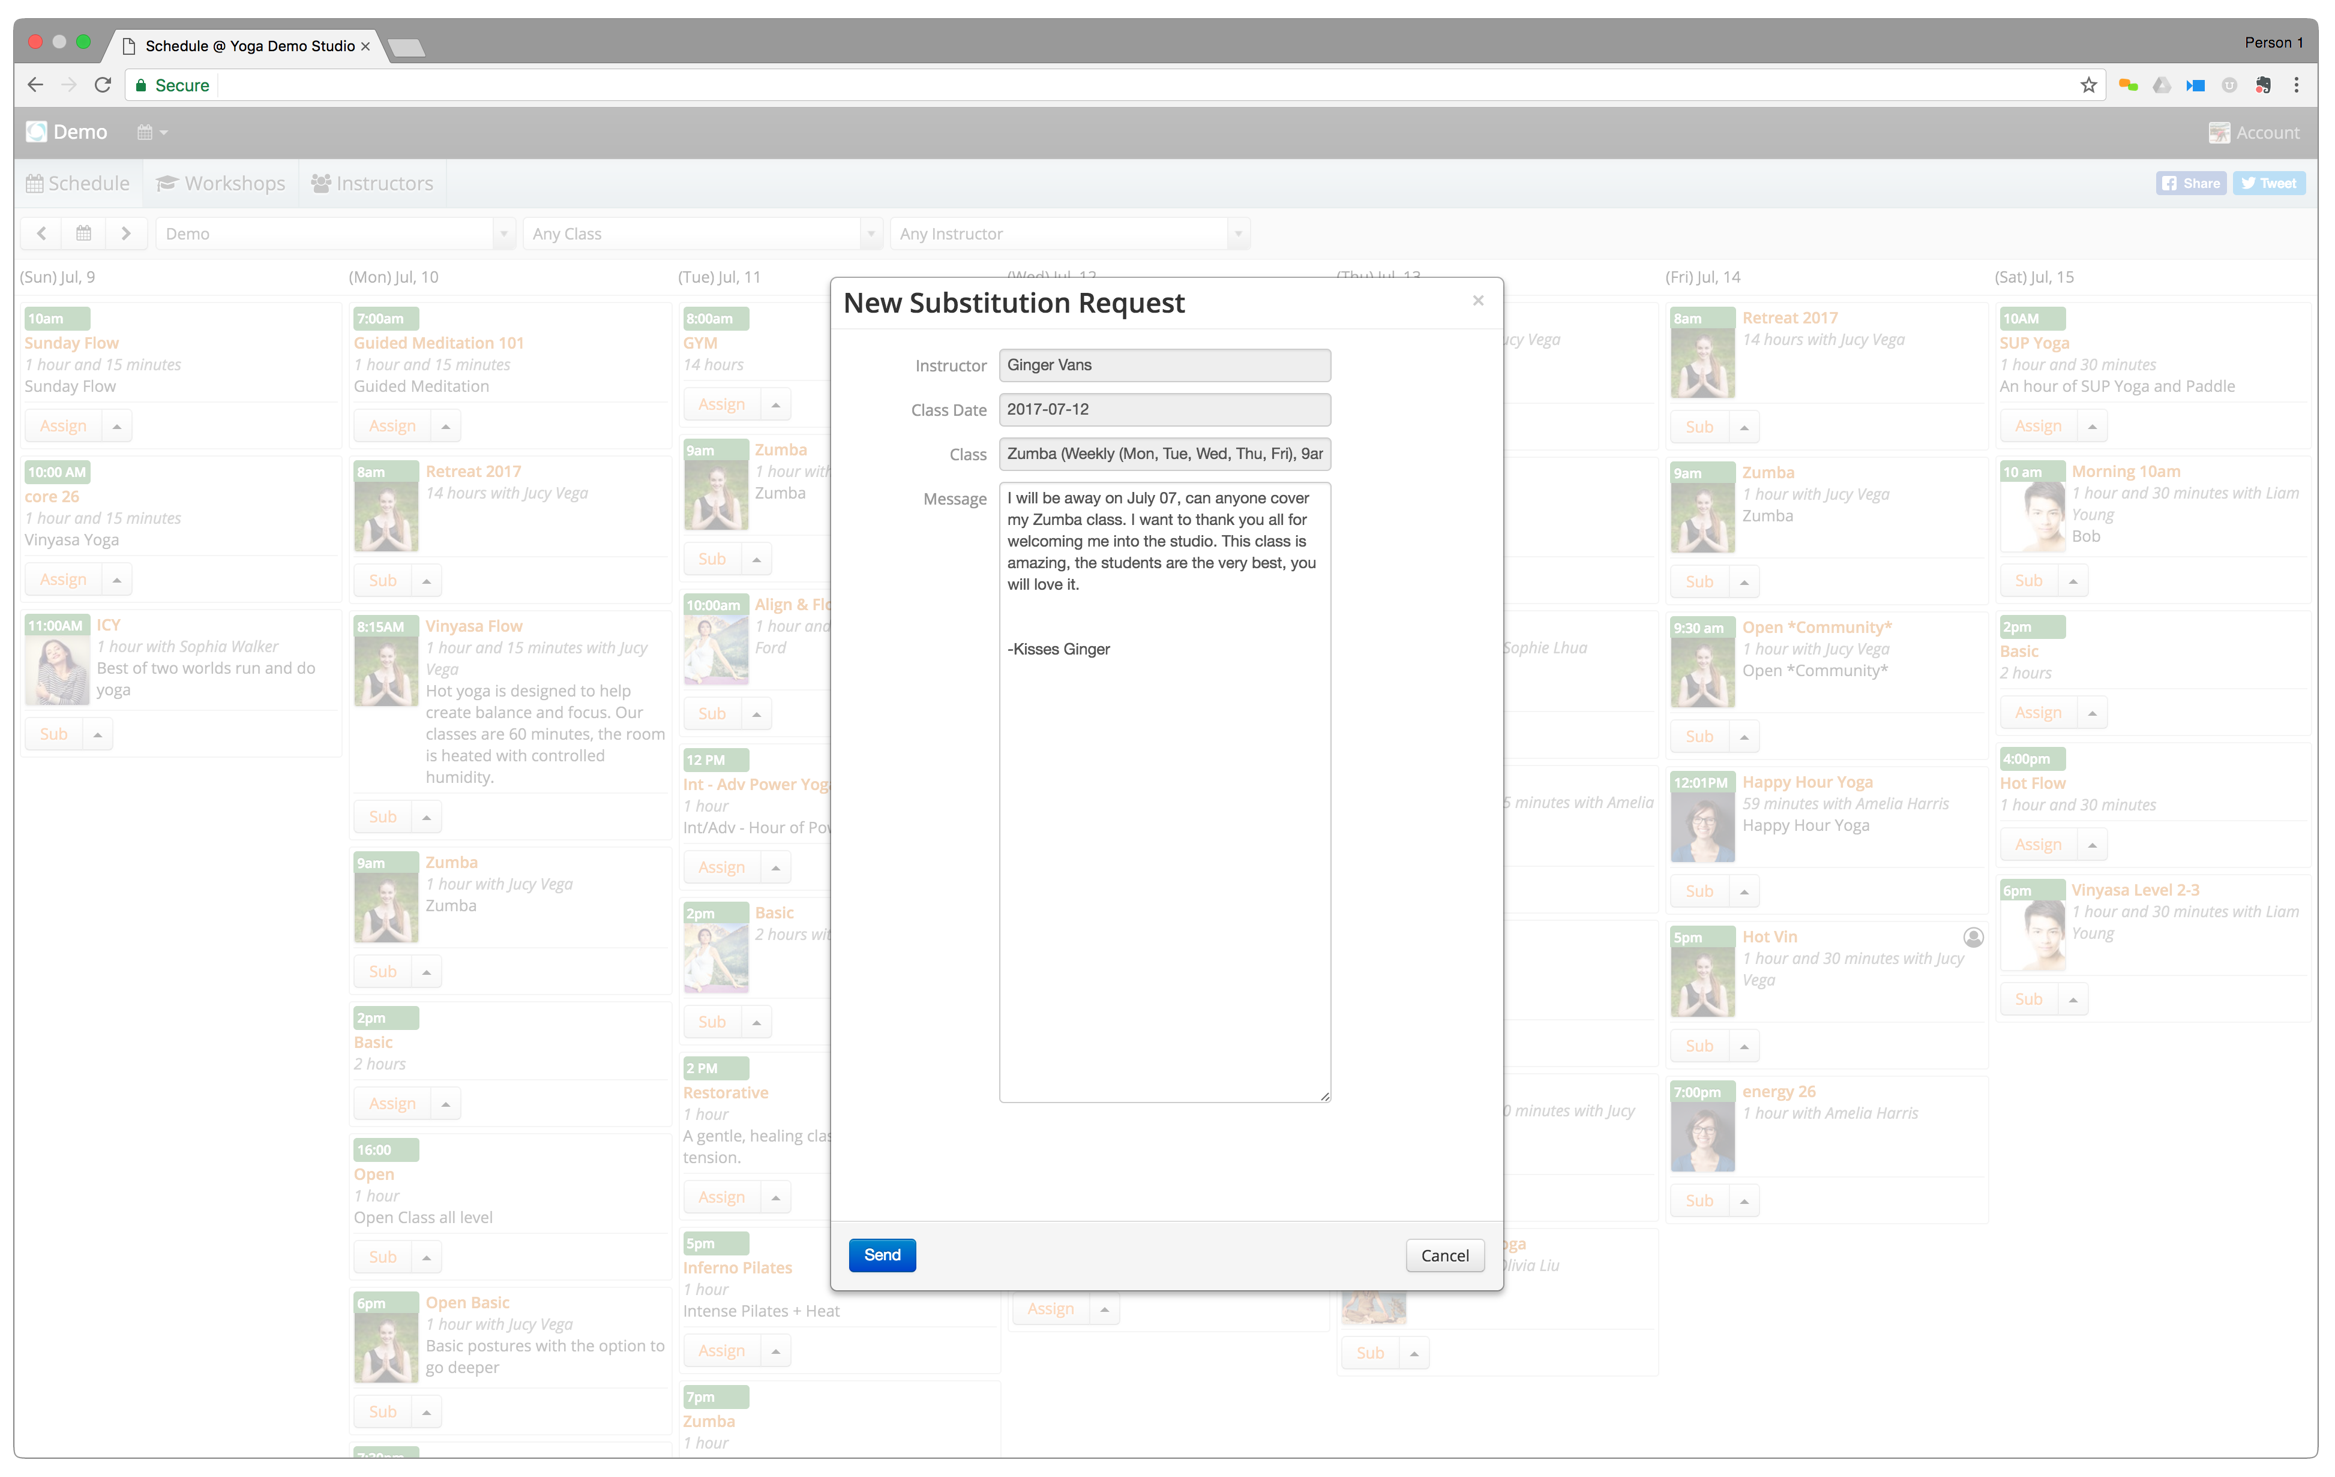 Schedule @ Yoga Demo Studio ×
Person 1
Secure
Demo
Account
Schedule
Workshops
Instructors
Share
Tweet
Demo
Any Class
Any Instructor
(Sun) Jul, 9
10am
Sunday Flow
1 hour and 15 minutes
Sunday Flow
Assign
10:00 AM
core 26
1 hour and 15 minutes
Vinyasa Yoga
Assign
11:00AM
ICY
1 hour with Sophia Walker
Best of two worlds run and do
yoga
Sub
(Mon) Jul, 10
7:00am
Guided Meditation 101
1 hour and 15 minutes
Guided Meditation
Assign
8am
Retreat 2017
14 hours with Jucy Vega
Sub
8:15AM
Vinyasa Flow
1 hour and 15 minutes with Jucy
Vega
Hot yoga is designed to help
create balance and focus. Our
classes are 60 minutes, the room
is heated with controlled
humidity.
Sub
9am
Zumba
1 hour with Jucy Vega
Zumba
Sub
2pm
Basic
2 hours
Assign
16:00
Open
1 hour
Open Class all level
Sub
6pm
Open Basic
1 hour with Jucy Vega
Basic postures with the option to
go deeper
Sub
(Tue) Jul, 11
8:00am
GYM
14 hours
Assign
9am
Zumba
1 hour with
Zumba
Sub
10:00am
Align & Flo
1 hour and
Ford
Sub
12 PM
Int - Adv Power Yoga
1 hour
Int/Adv - Hour of Pow
Assign
2pm
Basic
2 hours wit
Sub
2 PM
Restorative
1 hour
A gentle, healing clas
tension.
Assign
5pm
Inferno Pilates
1 hour
Intense Pilates + Heat
Assign
7pm
Zumba
1 hour
(Wed) Jul, 12
Assign
(Thu) Jul, 13
ucy Vega
Sophie Lhua
5 minutes with Amelia
0 minutes with Jucy
oga
Olivia Liu
Sub
New Substitution Request
×
Instructor
Ginger Vans
Class Date
2017-07-12
Class
Zumba (Weekly (Mon, Tue, Wed, Thu, Fri), 9ar
Message
I will be away on July 07, can anyone cover
my Zumba class. I want to thank you all for
welcoming me into the studio. This class is
amazing, the students are the very best, you
will love it.
-Kisses Ginger
Send
Cancel
(Fri) Jul, 14
8am
Retreat 2017
14 hours with Jucy Vega
Sub
9am
Zumba
1 hour with Jucy Vega
Zumba
Sub
9:30 am
Open *Community*
1 hour with Jucy Vega
Open *Community*
Sub
12:01PM
Happy Hour Yoga
59 minutes with Amelia Harris
Happy Hour Yoga
Sub
5pm
Hot Vin
1 hour and 30 minutes with Jucy
Vega
Sub
7:00pm
energy 26
1 hour with Amelia Harris
Sub
(Sat) Jul, 15
10AM
SUP Yoga
1 hour and 30 minutes
An hour of SUP Yoga and Paddle
Assign
10 am
Morning 10am
1 hour and 30 minutes with Liam
Young
Bob
Sub
2pm
Basic
2 hours
Assign
4:00pm
Hot Flow
1 hour and 30 minutes
Assign
6pm
Vinyasa Level 2-3
1 hour and 30 minutes with Liam
Young
Sub